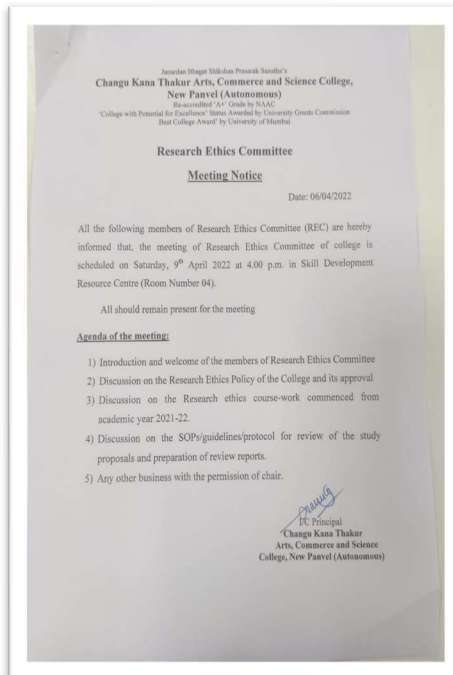 Janardan Bhagat Shikshan Prasarak Sanstha's
Changu Kana Thakur Arts, Commerce and Science College,
New Panvel (Autonomous)
Re-accredited 'A+' Grade by NAAC
'College with Potential for Excellence' Status Awarded by University Grants Commission
Best College Award' by University of Mumbai
Research Ethics Committee
Meeting Notice
Date: 06/04/2022
All the following members of Research Ethics Committee (REC) are hereby
informed that, the meeting of Research Ethics Committee of college is
scheduled on Saturday, 9th April 2022 at 4.00 p.m. in Skill Development
Resource Centre (Room Number 04).
All should remain present for the meeting
Agenda of the meeting:
1) Introduction and welcome of the members of Research Ethics Committee
2) Discussion on the Research Ethics Policy of the College and its approval
3) Discussion on the Research ethics course-work commenced from
academic year 2021-22.
4) Discussion on the SOPs/guidelines/protocol for review of the study
proposals and preparation of review reports.
5) Any other business with the permission of chair.
I/C Principal
Changu Kana Thakur
Arts, Commerce and Science
College, New Panvel (Autonomous)